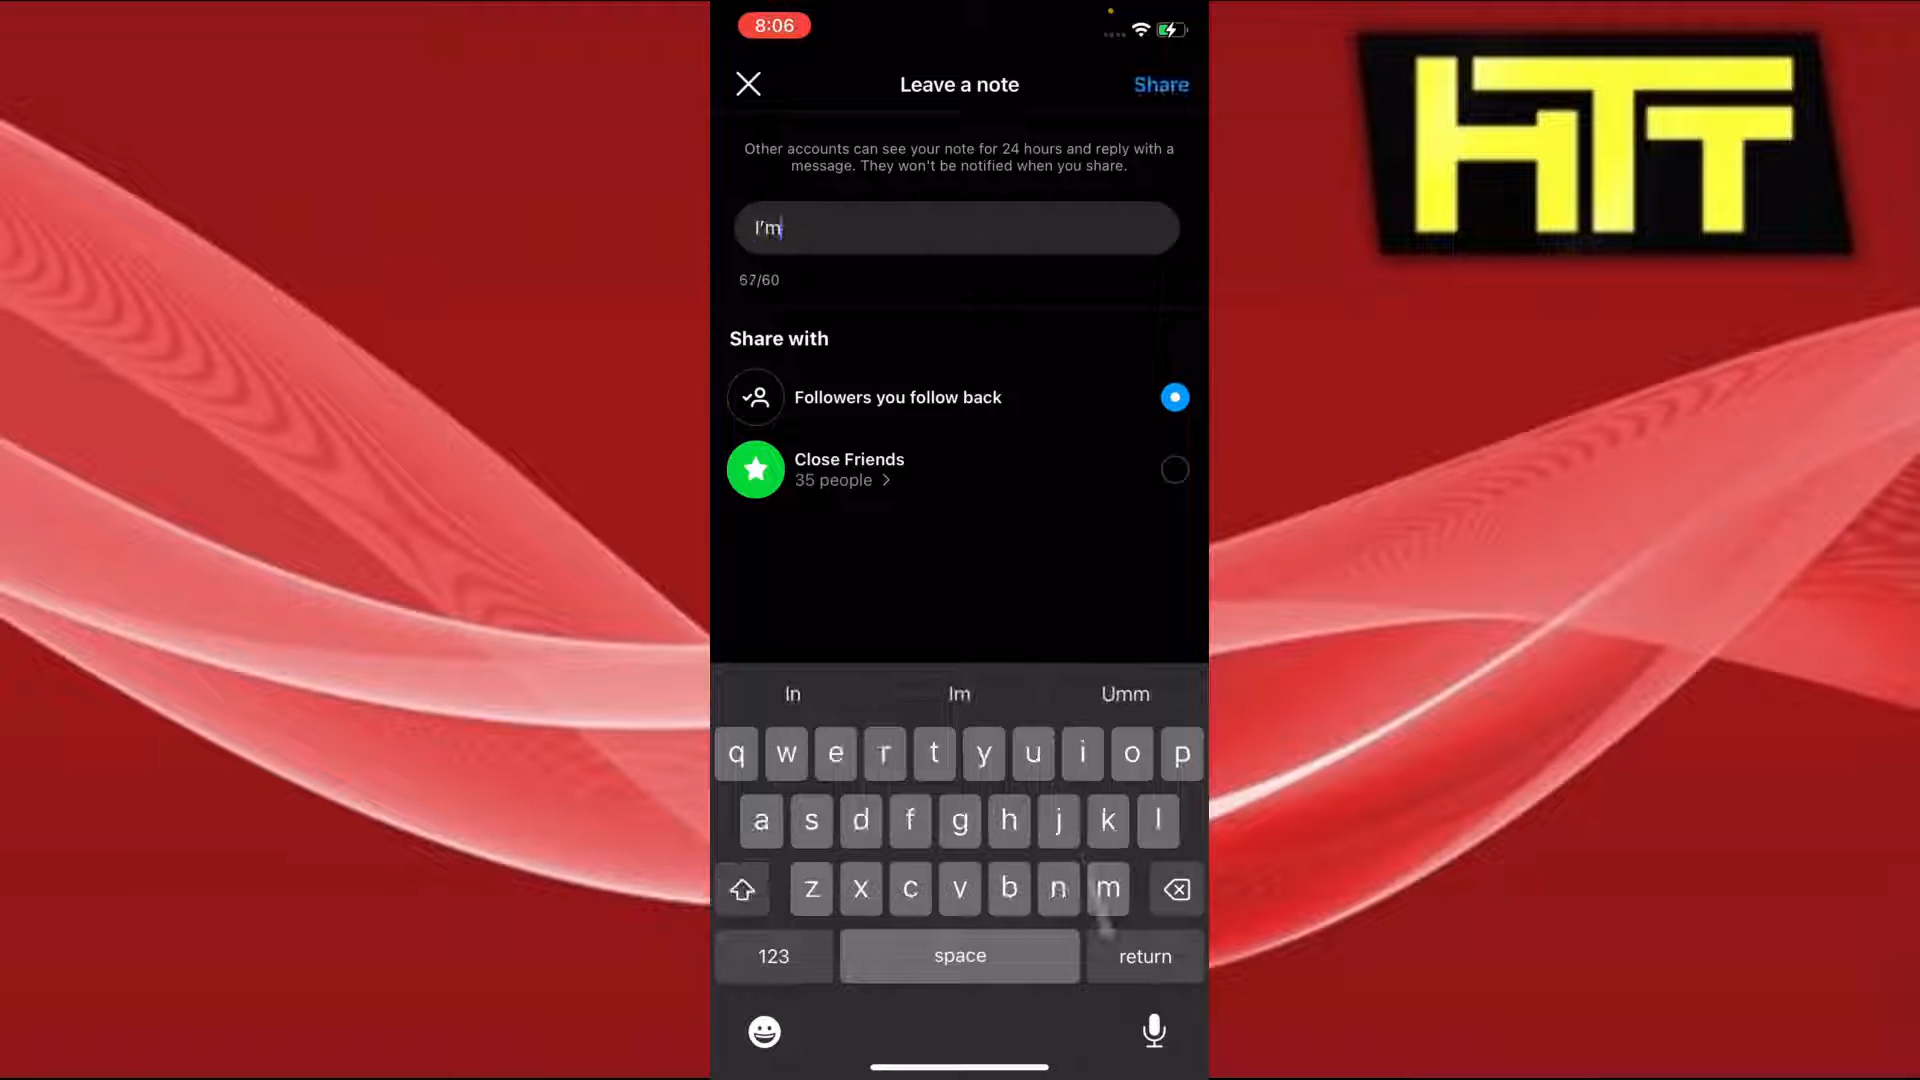 8:06
HTT
Leave a note
Share
Other accounts can see your note for 24 hours and reply with a
message. They won't be notified when you share.
I'm
67/60
Share with
Followers you follow back
Close Friends
35 people
In Im Umm
q w e r t y u i o p
a s d f g h j k l
z x c v b n m
123 space return